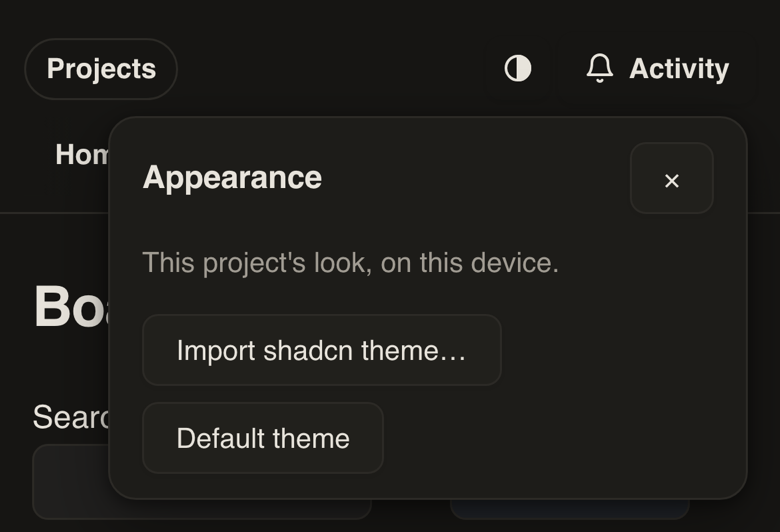 Projects
Activity
Appearance
×
This project's look, on this device.
Import shadcn theme…
Default theme